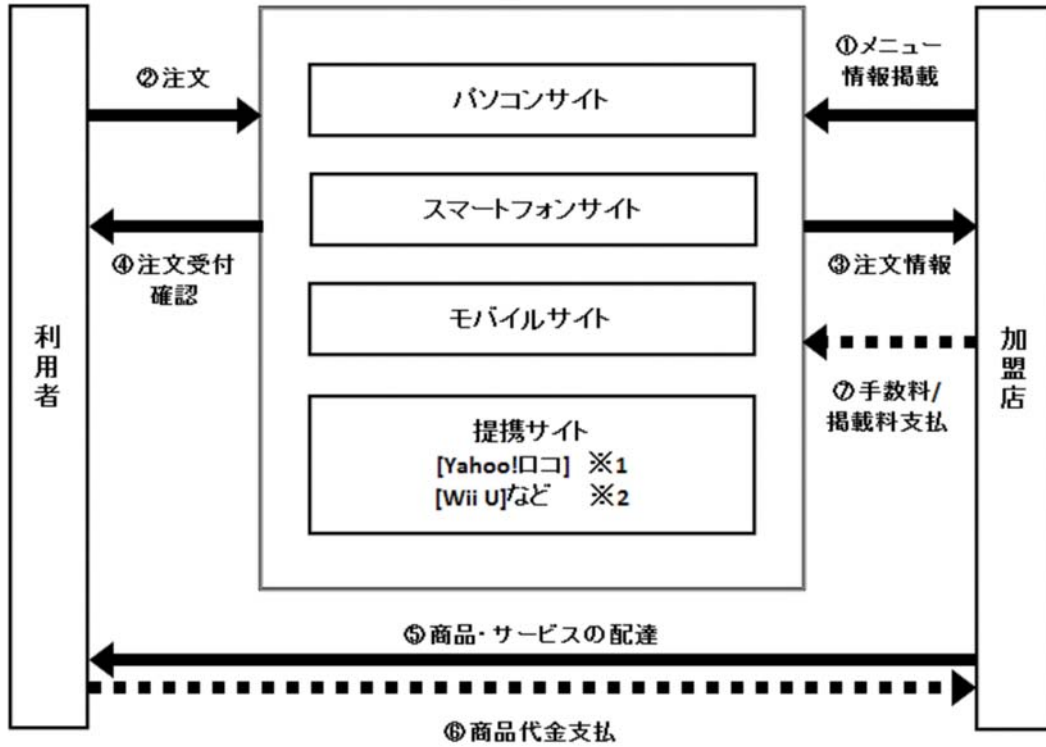 ①メニュー
情報掲載
②注文
パソコンサイト
スマートフォンサイト
④注文受付
確認
③注文情報
モバイルサイト
利用者
加盟店
⑦手数料/
掲載料支払
提携サイト
[Yahoo!ロコ] ※1
[Wii U]など ※2
⑤商品・サービスの配達
⑥商品代金支払